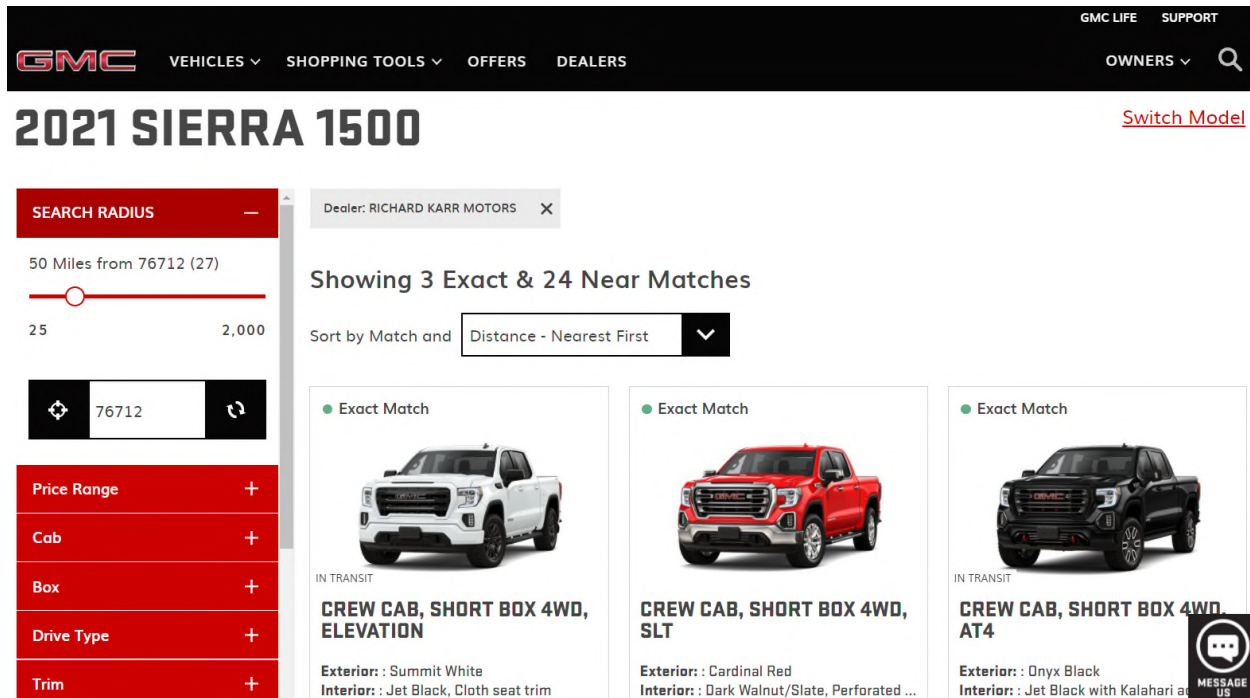 GMC LIFE SUPPORT
GMC VEHICLES SHOPPING TOOLS OFFERS DEALERS OWNERS
2021 SIERRA 1500
Switch Model
SEARCH RADIUS
50 Miles from 76712 (27)
25 2,000
76712
Price Range
Cab
Box
Drive Type
Trim
Dealer: RICHARD KARR MOTORS
Showing 3 Exact & 24 Near Matches
Sort by Match and Distance - Nearest First
Exact Match
IN TRANSIT
CREW CAB, SHORT BOX 4WD,
ELEVATION
Exterior: : Summit White
Interior: : Jet Black, Cloth seat trim
Exact Match
CREW CAB, SHORT BOX 4WD,
SLT
Exterior: : Cardinal Red
Interior: : Dark Walnut/Slate, Perforated ...
Exact Match
IN TRANSIT
CREW CAB, SHORT BOX 4WD,
AT4
Exterior: : Onyx Black
Interior: : Jet Black with Kalahari
MESSAGE
US